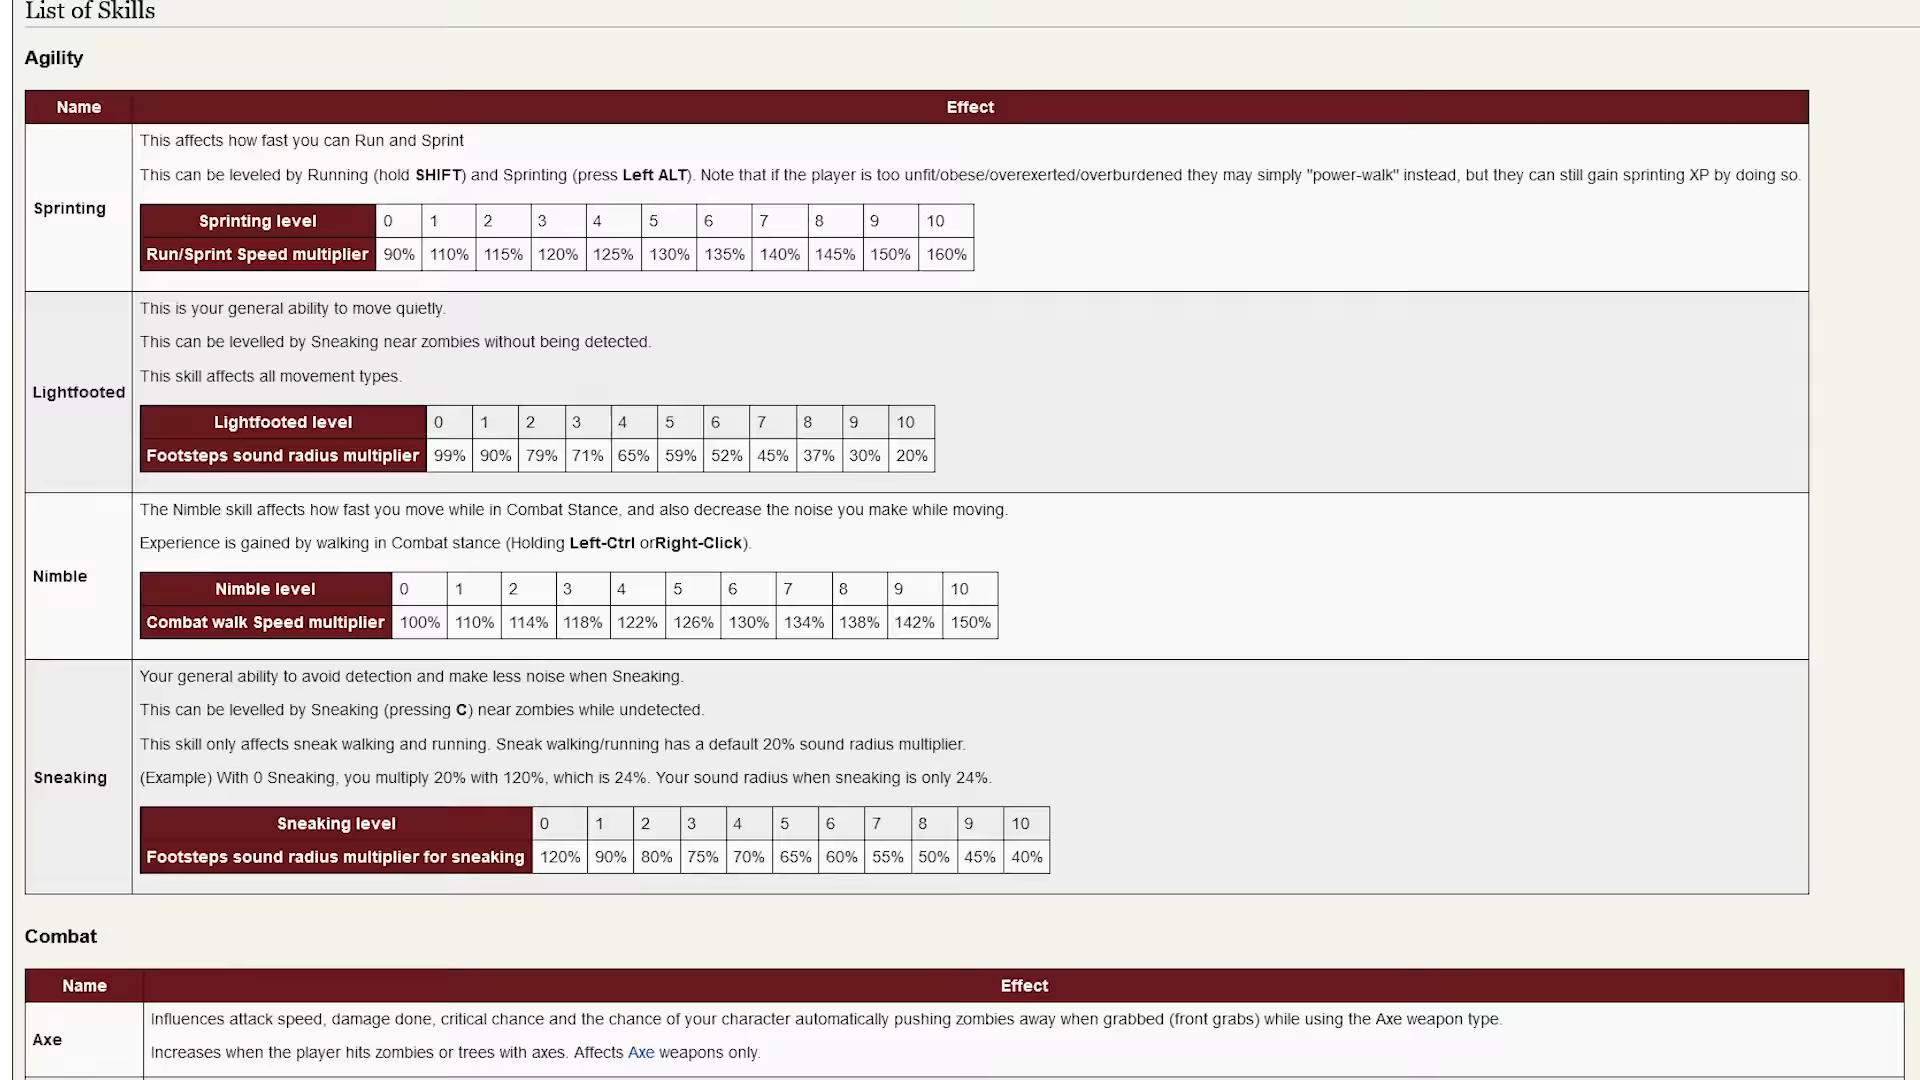 List of Skills
Agility
Name Effect
Sprinting
This affects how fast you can Run and Sprint
This can be leveled by Running (hold SHIFT) and Sprinting (press Left ALT). Note that if the player is too unfit/obese/overexerted/overburdened they may simply "power-walk" instead, but they can still gain sprinting XP by doing so.
Sprinting level 0 1 2 3 4 5 6 7 8 9 10
Run/Sprint Speed multiplier 90% 110% 115% 120% 125% 130% 135% 140% 145% 150% 160%
Lightfooted
This is your general ability to move quietly.
This can be levelled by Sneaking near zombies without being detected.
This skill affects all movement types.
Lightfooted level 0 1 2 3 4 5 6 7 8 9 10
Footsteps sound radius multiplier 99% 90% 79% 71% 65% 59% 52% 45% 37% 30% 20%
Nimble
The Nimble skill affects how fast you move while in Combat Stance, and also decrease the noise you make while moving.
Experience is gained by walking in Combat stance (Holding Left-Ctrl orRight-Click).
Nimble level 0 1 2 3 4 5 6 7 8 9 10
Combat walk Speed multiplier 100% 110% 114% 118% 122% 126% 130% 134% 138% 142% 150%
Sneaking
Your general ability to avoid detection and make less noise when Sneaking.
This can be levelled by Sneaking (pressing C) near zombies while undetected.
This skill only affects sneak walking and running. Sneak walking/running has a default 20% sound radius multiplier.
(Example) With 0 Sneaking, you multiply 20% with 120%, which is 24%. Your sound radius when sneaking is only 24%.
Sneaking level 0 1 2 3 4 5 6 7 8 9 10
Footsteps sound radius multiplier for sneaking 120% 90% 80% 75% 70% 65% 60% 55% 50% 45% 40%
Combat
Name Effect
Axe
Influences attack speed, damage done, critical chance and the chance of your character automatically pushing zombies away when grabbed (front grabs) while using the Axe weapon type.
Increases when the player hits zombies or trees with axes. Affects Axe weapons only.